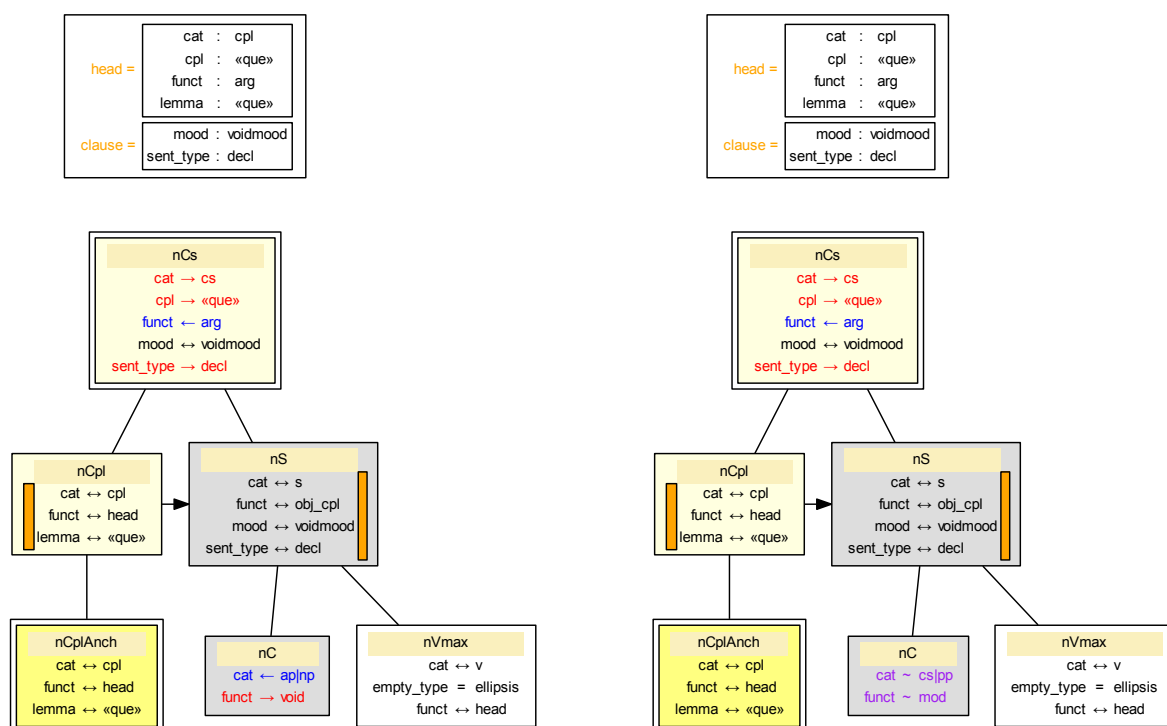 head =
cat : cpl
cpl : «que»
funct : arg
lemma : «que»
clause =
mood : voidmood
sent_type : decl
nCs
cat → cs
cpl → «que»
funct ← arg
mood ↔ voidmood
sent_type → decl
nCpl
cat ↔ cpl
funct ↔ head
lemma ↔ «que»
nS
cat ↔ s
funct ↔ obj_cpl
mood ↔ voidmood
sent_type ↔ decl
nCplAnch
cat ↔ cpl
funct ↔ head
lemma ↔ «que»
nC
cat ← ap|np
funct → void
nVmax
cat ↔ v
empty_type = ellipsis
funct ↔ head
head =
cat : cpl
cpl : «que»
funct : arg
lemma : «que»
clause =
mood : voidmood
sent_type : decl
nCs
cat → cs
cpl → «que»
funct ← arg
mood ↔ voidmood
sent_type → decl
nCpl
cat ↔ cpl
funct ↔ head
lemma ↔ «que»
nS
cat ↔ s
funct ↔ obj_cpl
mood ↔ voidmood
sent_type ↔ decl
nCplAnch
cat ↔ cpl
funct ↔ head
lemma ↔ «que»
nC
cat ~ cs|pp
funct ~ mod
nVmax
cat ↔ v
empty_type = ellipsis
funct ↔ head